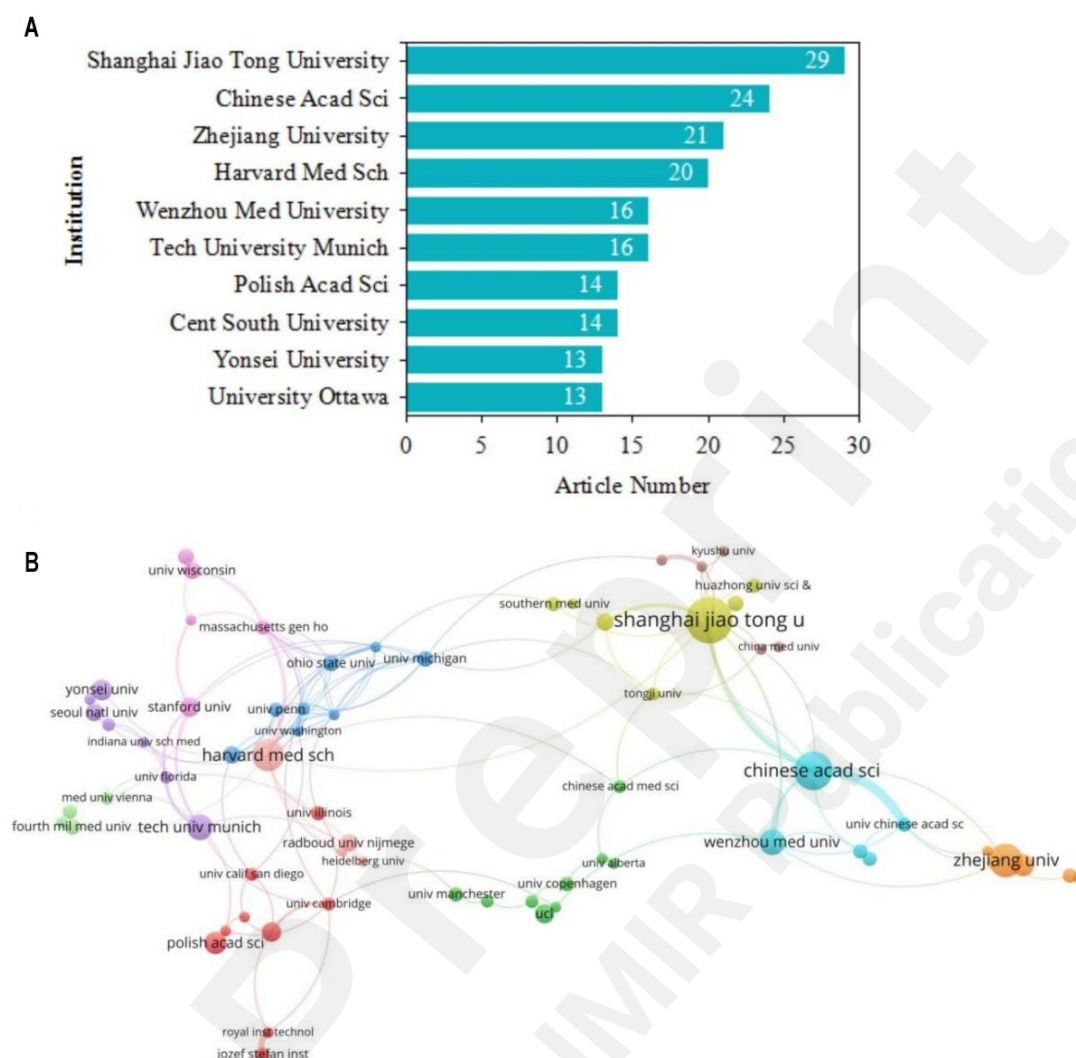 A
Shanghai Jiao Tong University 29
Chinese Acad Sci 24
Zhejiang University 21
Harvard Med Sch 20
Wenzhou Med University 16
Tech University Munich 16
Polish Acad Sci 14
Cent South University 14
Yonsei University 13
University Ottawa 13
Institution
0 5 10 15 20 25 30
Article Number
B
kyushu univ
univ wisconsin
huazhong univ sci &
southern med univ
shanghai jiao tong u
massachusetts gen ho
china med univ
ohio state univ
univ michigan
yonsei univ
tongji univ
stanford univ
seoul natl univ
univ penn
univ washington
indiana univ sch med
harvard med sch
chinese acad sci
univ florida
chinese acad med sci
med univ vienna
univ illinois
fourth mil med univ
tech univ munich
univ chinese acad sc
radboud univ nijmege
wenzhou med univ
heidelberg univ
zhejiang univ
univ alberta
univ calif san diego
univ copenhagen
univ manchester
univ cambridge
ucl
polish acad sci
royal inst technol
jozef stefan inst
Preprint
JMIR Publications